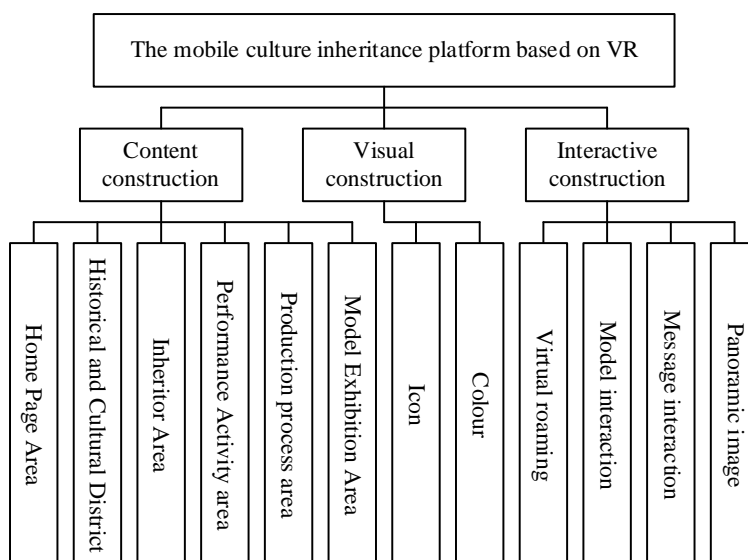 The mobile culture inheritance platform based on VR
Content
construction
Visual
construction
Interactive
construction
Home Page Area
Historical and Cultural District
Inheritor Area
Performance Activity area
Production process area
Model Exhibition Area
Icon
Colour
Virtual roaming
Model interaction
Message interaction
Panoramic image